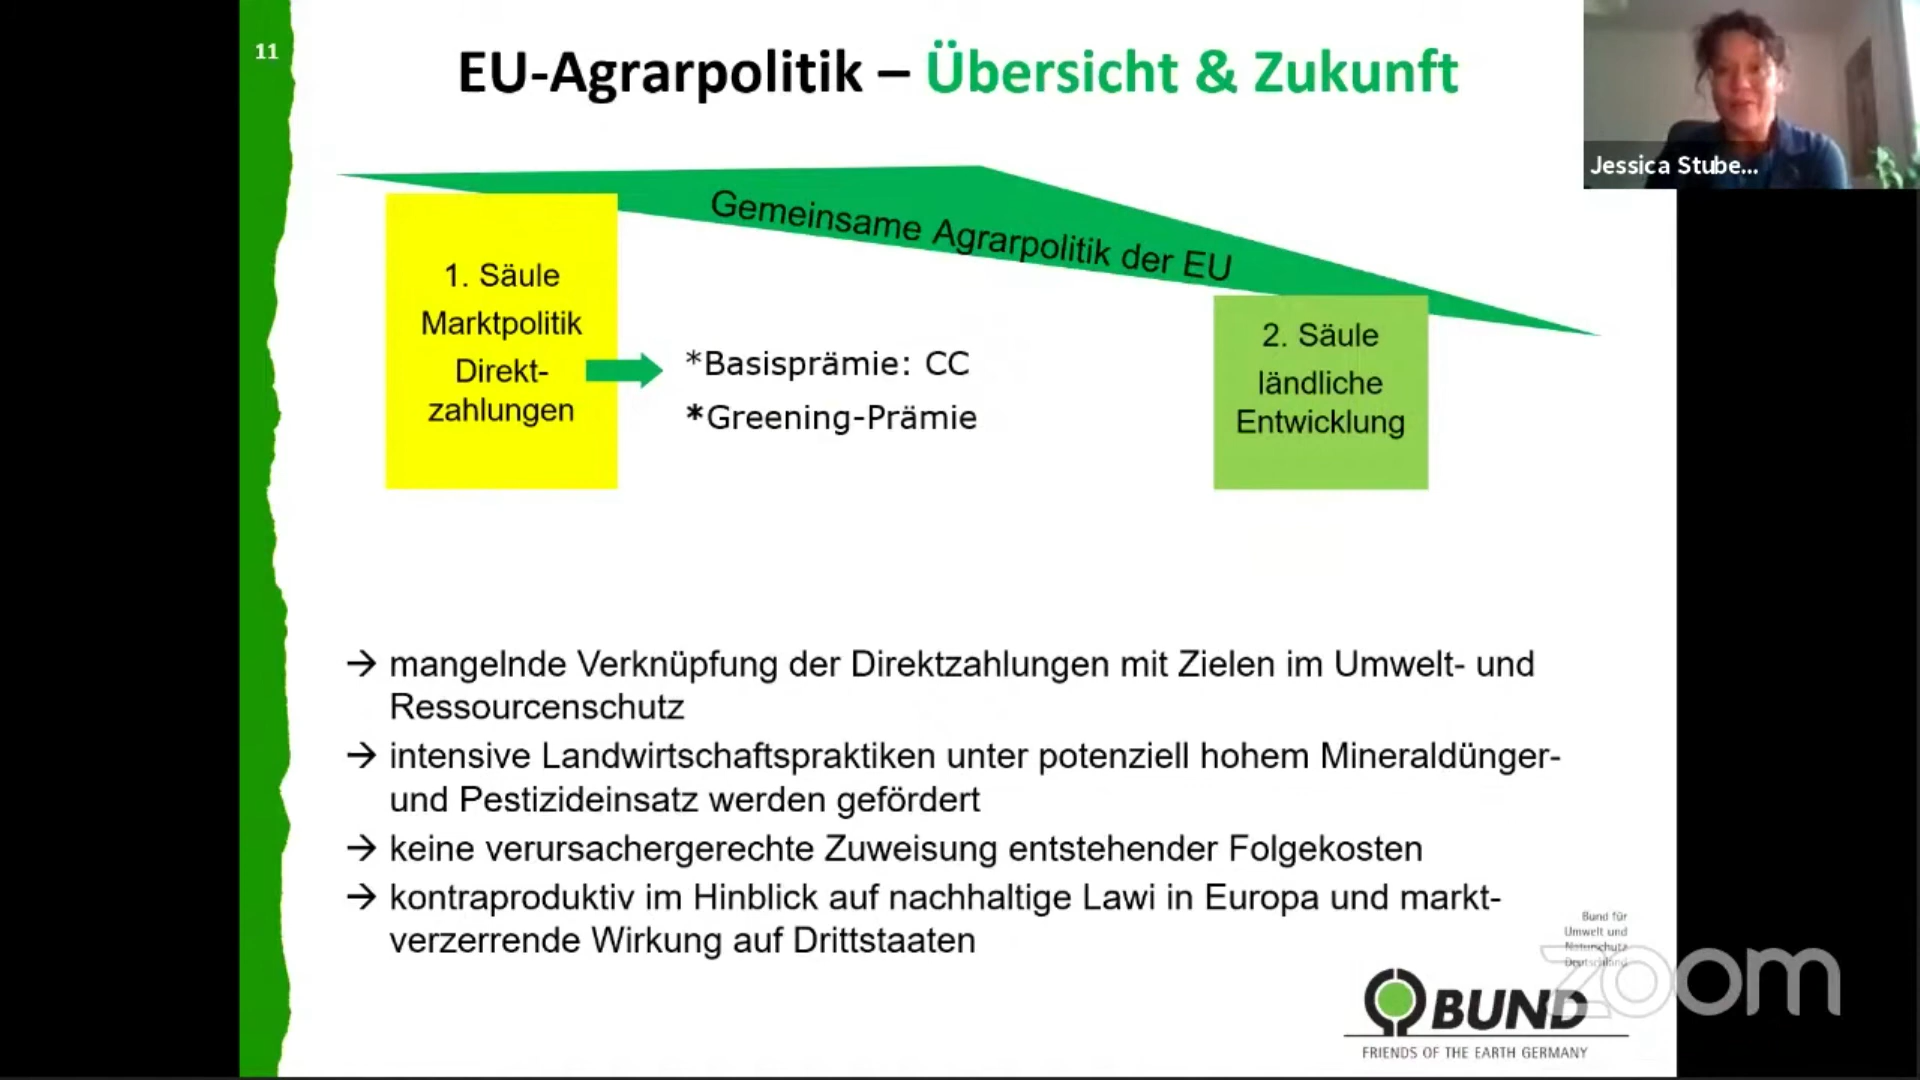 11
EU-Agrarpolitik – Übersicht & Zukunft
Jessica Stube...
Gemeinsame Agrarpolitik der EU
1. Säule
Marktpolitik
Direkt-
zahlungen
*Basisprämie: CC
*Greening-Prämie
2. Säule
ländliche
Entwicklung
→ mangelnde Verknüpfung der Direktzahlungen mit Zielen im Umwelt- und
Ressourcenschutz
→ intensive Landwirtschaftspraktiken unter potenziell hohem Mineraldünger-
und Pestizideinsatz werden gefördert
→ keine verursachergerechte Zuweisung entstehender Folgekosten
→ kontraproduktiv im Hinblick auf nachhaltige Lawi in Europa und markt-
verzerrende Wirkung auf Drittstaaten
Bund für
Umwelt und
Naturschutz
Deutschland
BUND
FRIENDS OF THE EARTH GERMANY
zoom